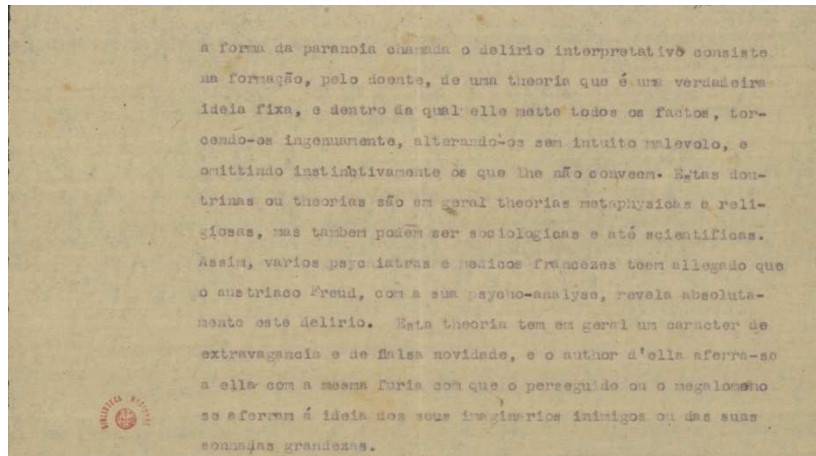 a forma da paranoia chamada o delirio interpretativo consiste
na formação, pelo doente, de uma theoria que é uma verdadeira
ideia fixa, e dentro da qual elle mette todos os factos, tor-
cendo-os ingenuamente, alterando-os sem intuito malevolo, e
omittindo instinctivamente os que lhe não conveem. Estas dou-
trinas ou theorias são em geral theorias metaphysicas e reli-
giosas, mas tambem podem ser sociologicas e até scientificas.
Assim, varios psychiatras e medicos francezes teem allegado que
o austriaco Freud, com a sua psycho-analyse, revela absoluta-
mente este delirio. Esta theoria tem em geral um caracter de
extravagancia e de falsa novidade, e o author d'ella aferra-se
a ella com a mesma furia com que o perseguido ou o megalomano
se aferram á ideia dos seus imaginarios inimigos ou das suas
sonhadas grandezas.
BIBLIOTECA NACIONAL